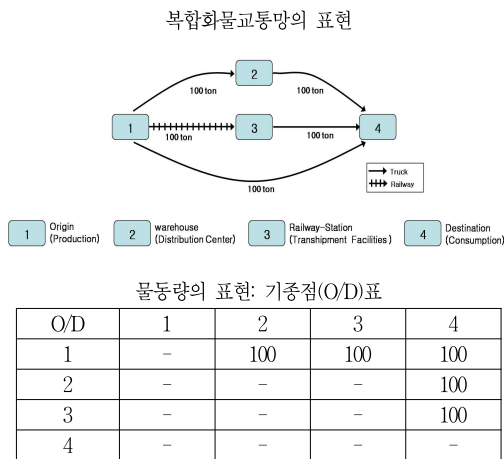 복합화물교통망의 표현
2
100 ton
100 ton
1
3
4
100 ton
100 ton
100 ton
Truck
Railway
1 Origin (Production)
2 warehouse (Distribution Center)
3 Railway-Station (Transhipment Facilities)
4 Destination (Consumption)
물동량의 표현: 기종점(O/D)표
O/D 1 2 3 4
1 - 100 100 100
2 - - - 100
3 - - - 100
4 - - - -